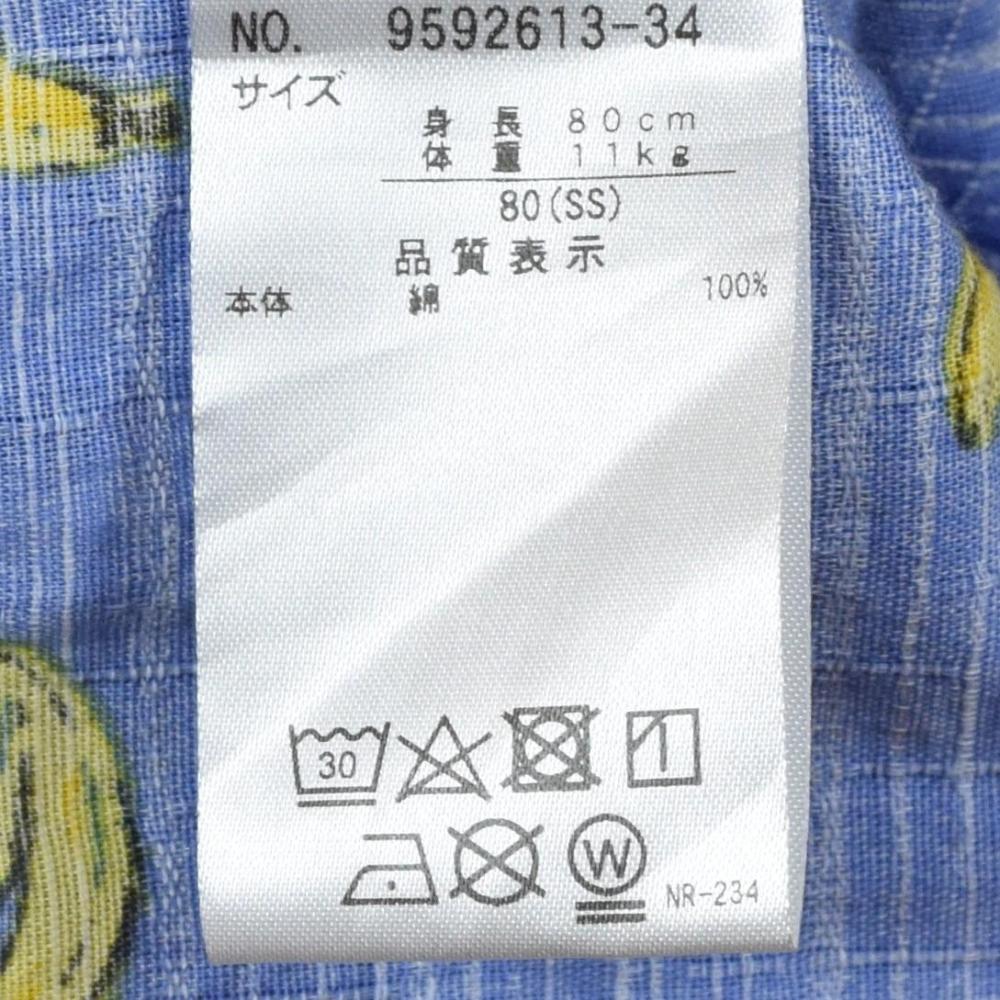 NO. 9592613-34
サイズ
身長 80cm
体重 11kg
80(SS)
品質表示
本体 綿 100%
30
W
NR-234